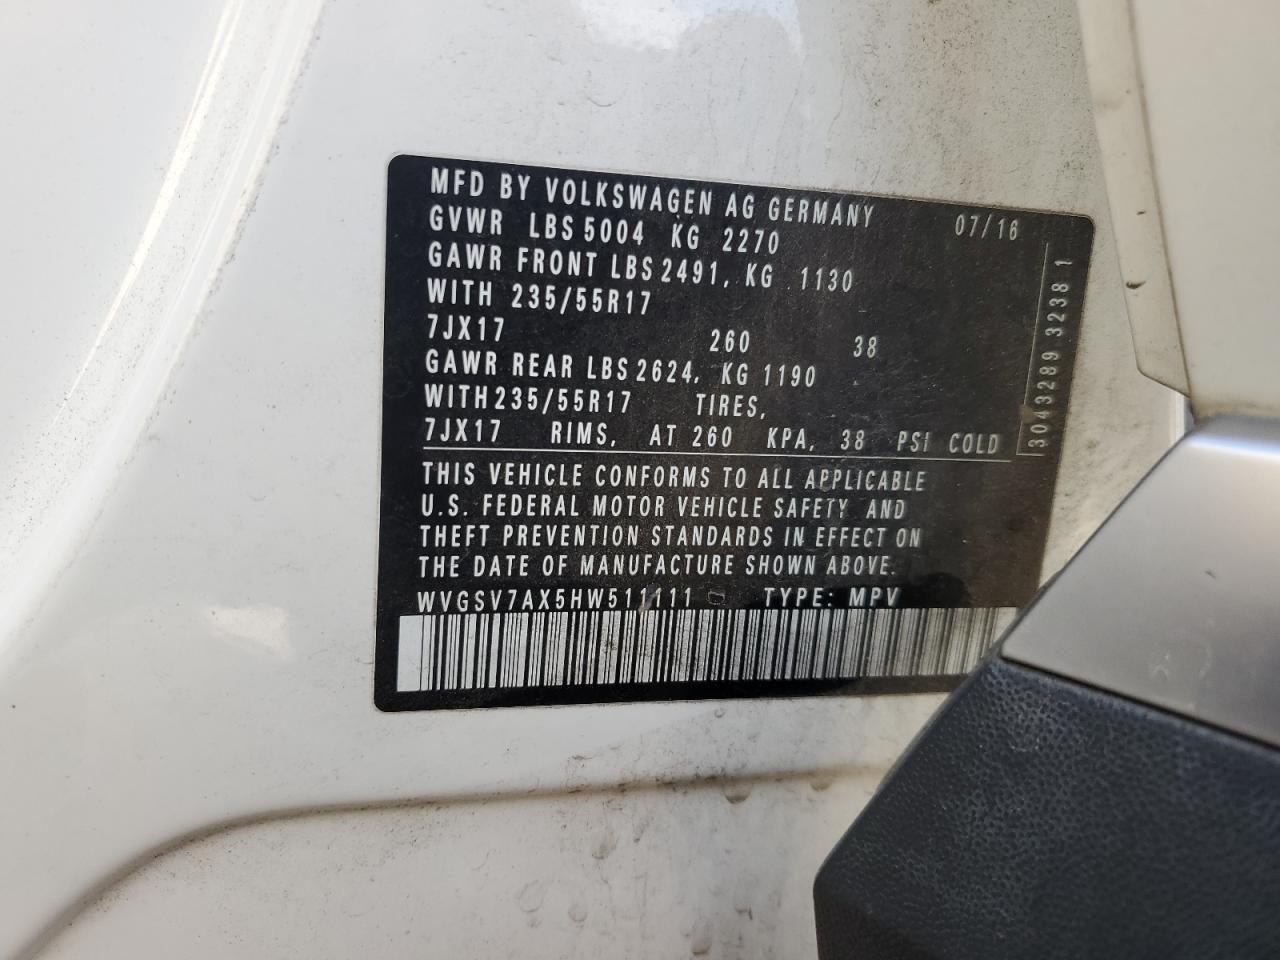 MFD BY VOLKSWAGEN AG GERMANY 07/16
GVWR LBS 5004 KG 2270
GAWR FRONT LBS 2491, KG 1130
WITH 235/55R17
7JX17 260 38
GAWR REAR LBS 2624, KG 1190
WITH 235/55R17 TIRES,
7JX17 RIMS, AT 260 KPA, 38 PSI COLD
THIS VEHICLE CONFORMS TO ALL APPLICABLE
U.S. FEDERAL MOTOR VEHICLE SAFETY AND
THEFT PREVENTION STANDARDS IN EFFECT ON
THE DATE OF MANUFACTURE SHOWN ABOVE.
WVGSV7AX5HW511111 TYPE: MPV
3043289 32381